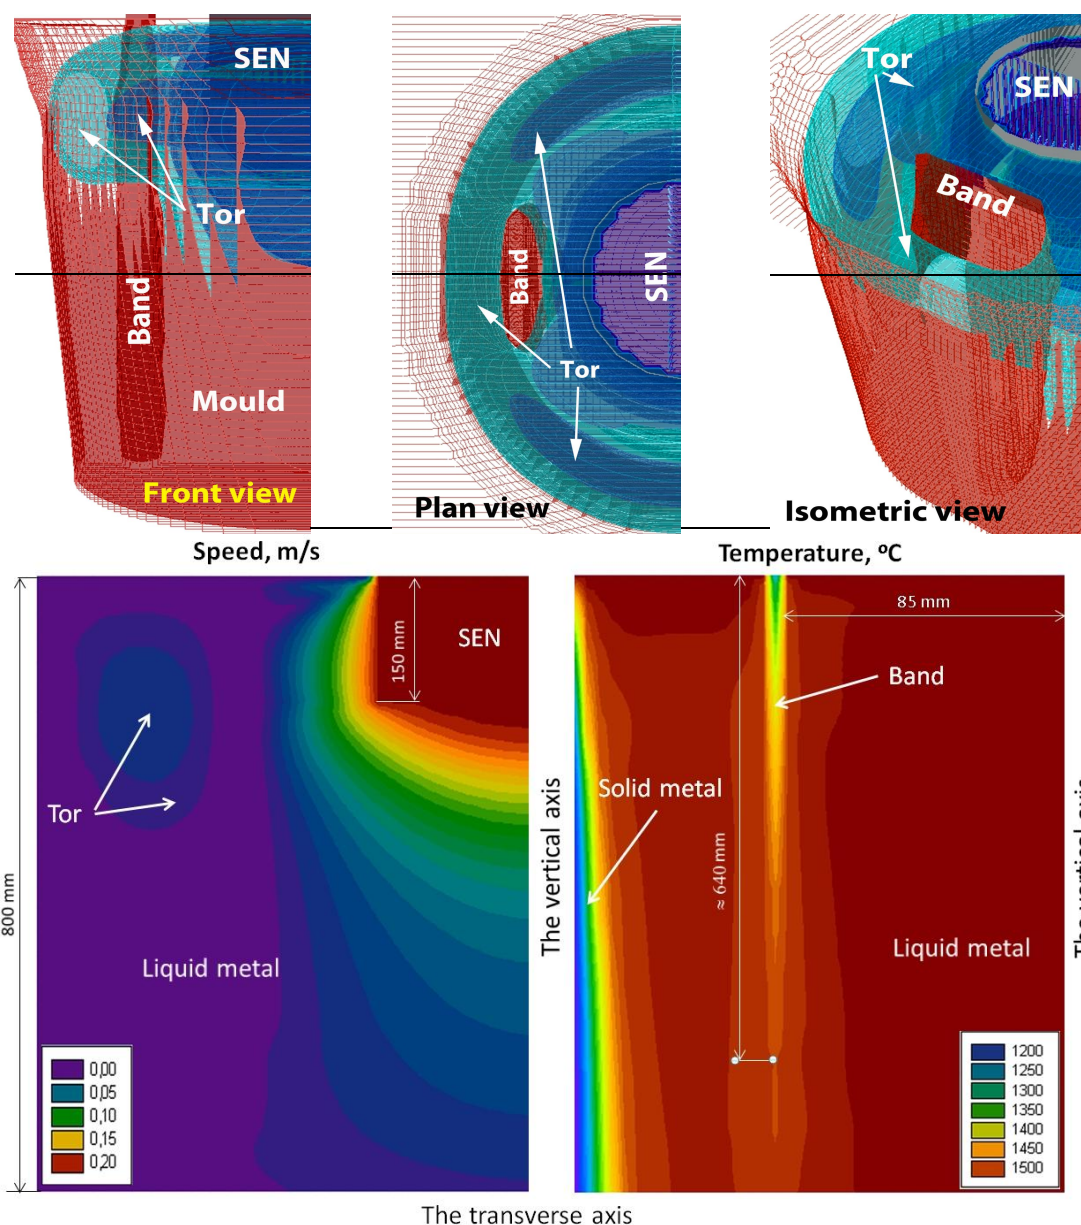 SEN
Tor
Band
Mould
Front view
SEN
Band
Tor
Plan view
Tor
SEN
Band
Isometric view
Speed, m/s
SEN
150 mm
Tor
Liquid metal
800 mm
0,00
0,05
0,10
0,15
0,20
The vertical axis
Temperature, ºC
85 mm
Band
Solid metal
≈ 640 mm
Liquid metal
1200
1250
1300
1350
1400
1450
1500
The transverse axis